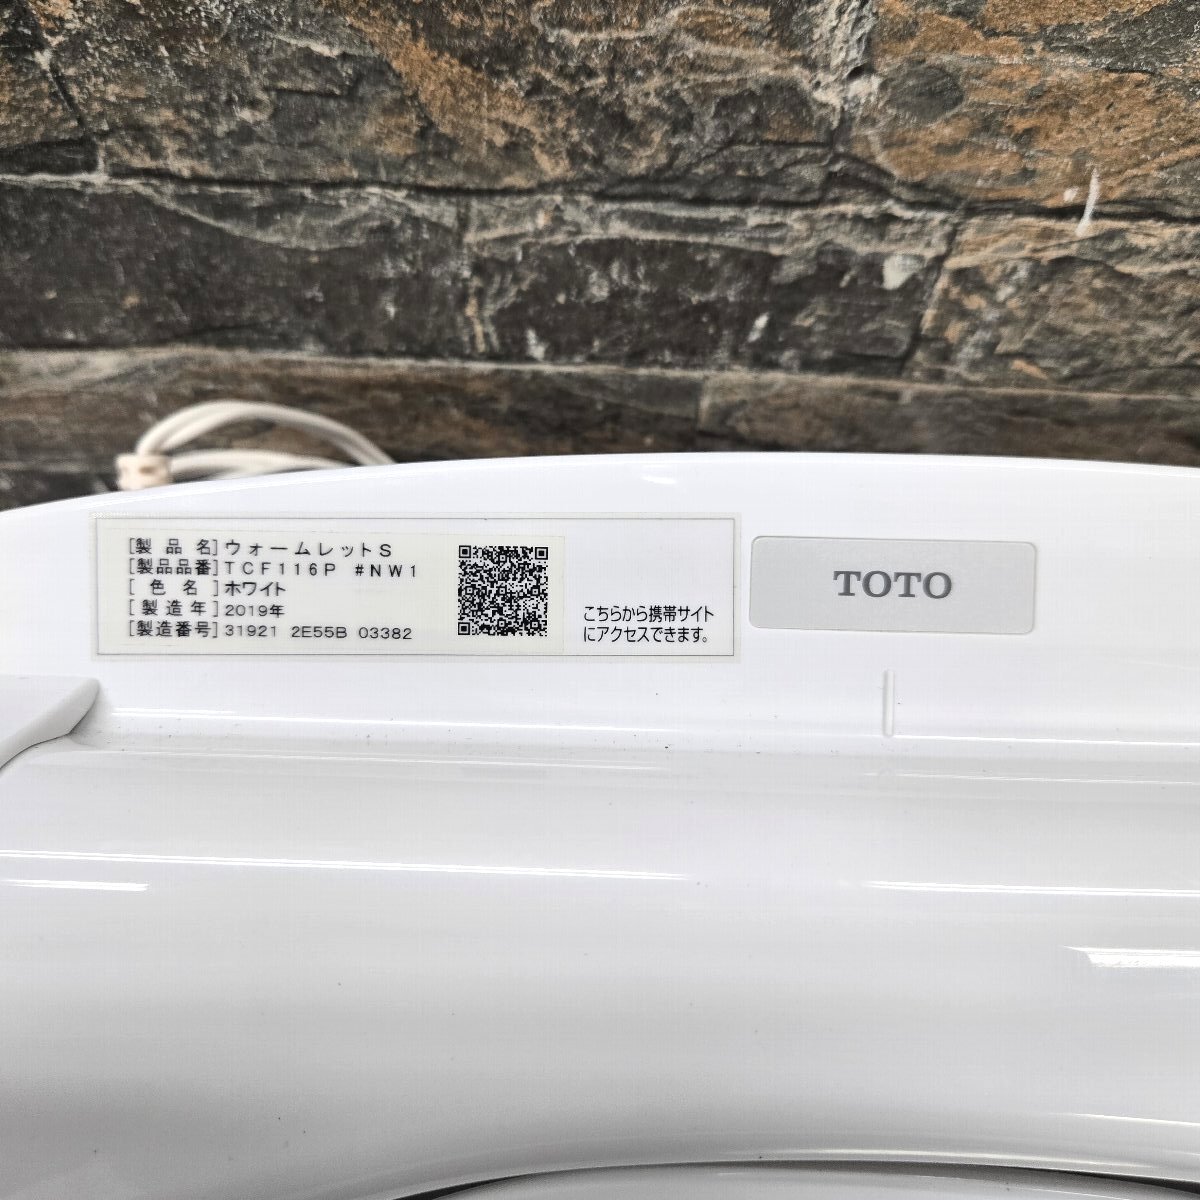 [製品名]ウォームレットS
[製品品番]TCF116P #NW1
[色名]ホワイト
[製造年]2019年
[製造番号]31921 2E55B 03382
こちらから携帯サイト
にアクセスできます。
TOTO